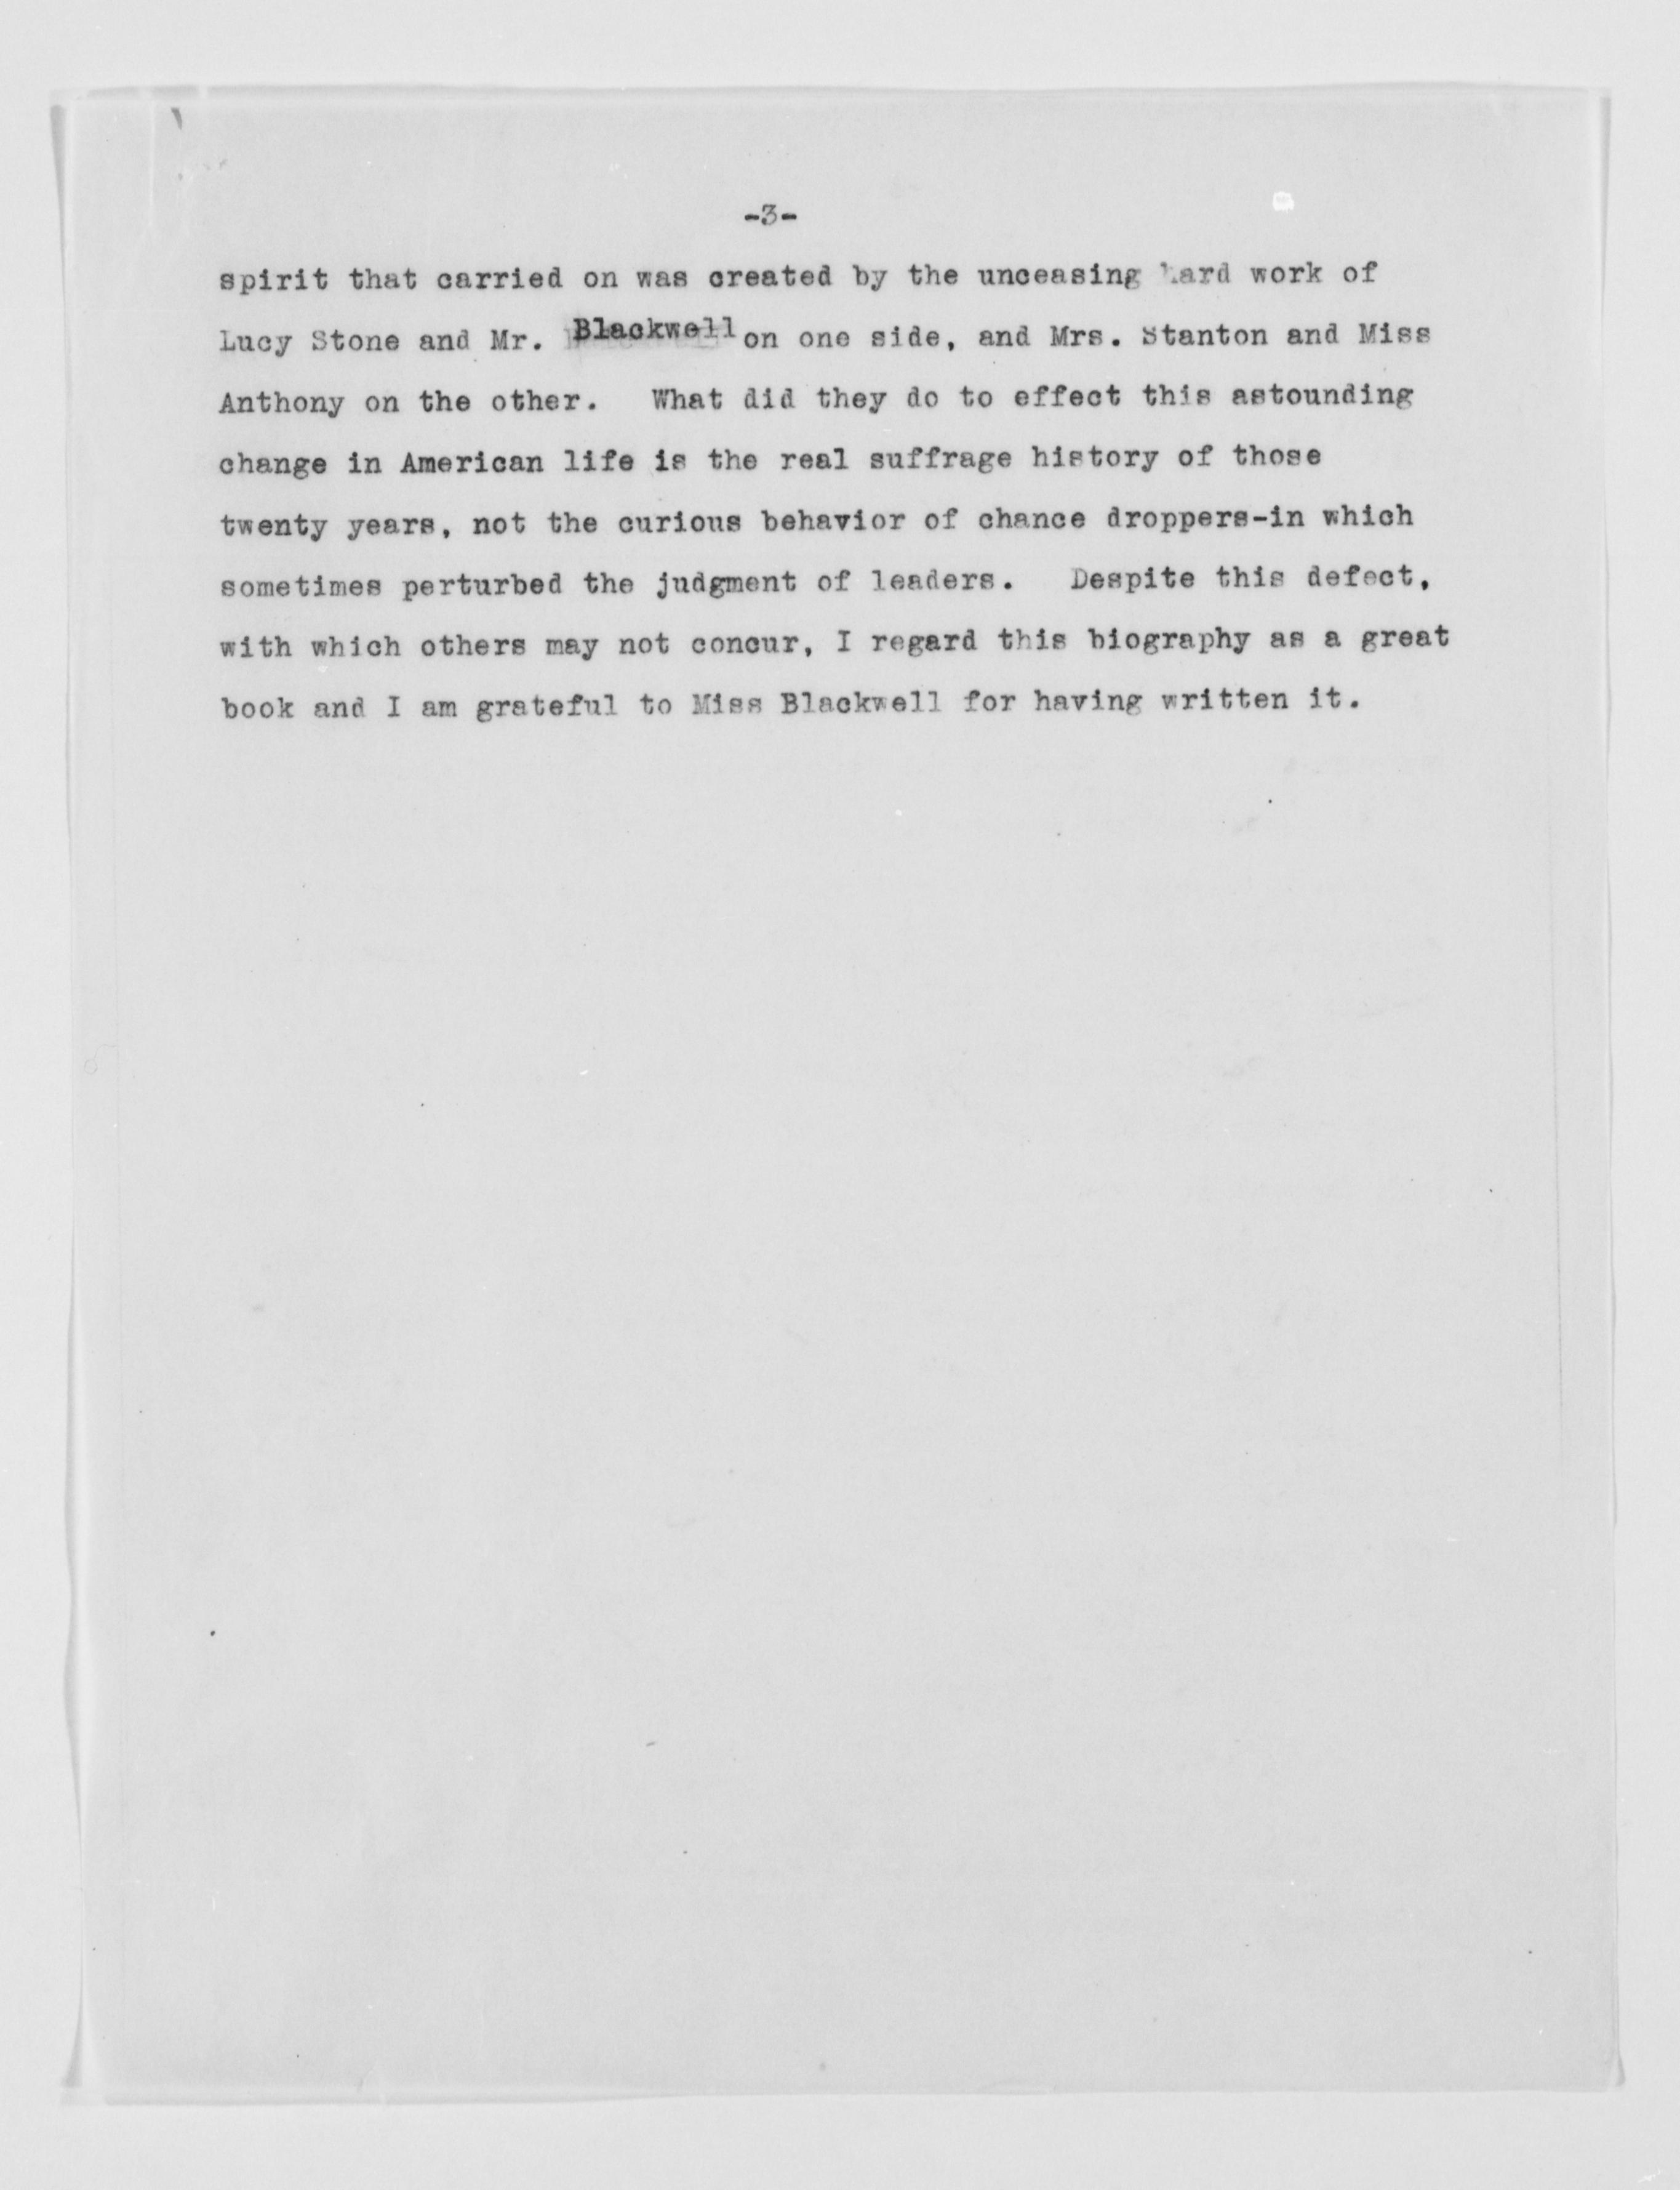 -3-
spirit that carried on was created by the unceasing hard work of
Lucy Stone and Mr. Blackwell on one side, and Mrs. Stanton and Miss
Anthony on the other. What did they do to effect this astounding
change in American life is the real suffrage history of those
twenty years, not the curious behavior of chance droppers-in which
sometimes perturbed the judgment of leaders. Despite this defect,
with which others may not concur, I regard this biography as a great
book and I am grateful to Miss Blackwell for having written it.